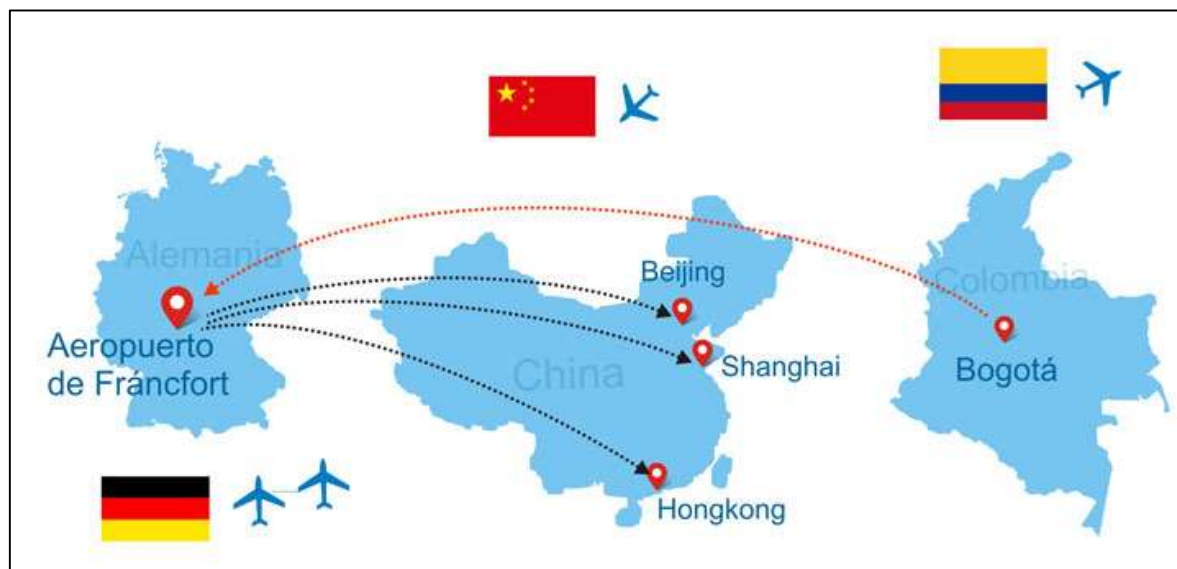 Alemania
Aeropuerto
de Fráncfort
China
Beijing
Shanghai
Hongkong
Colombia
Bogotá